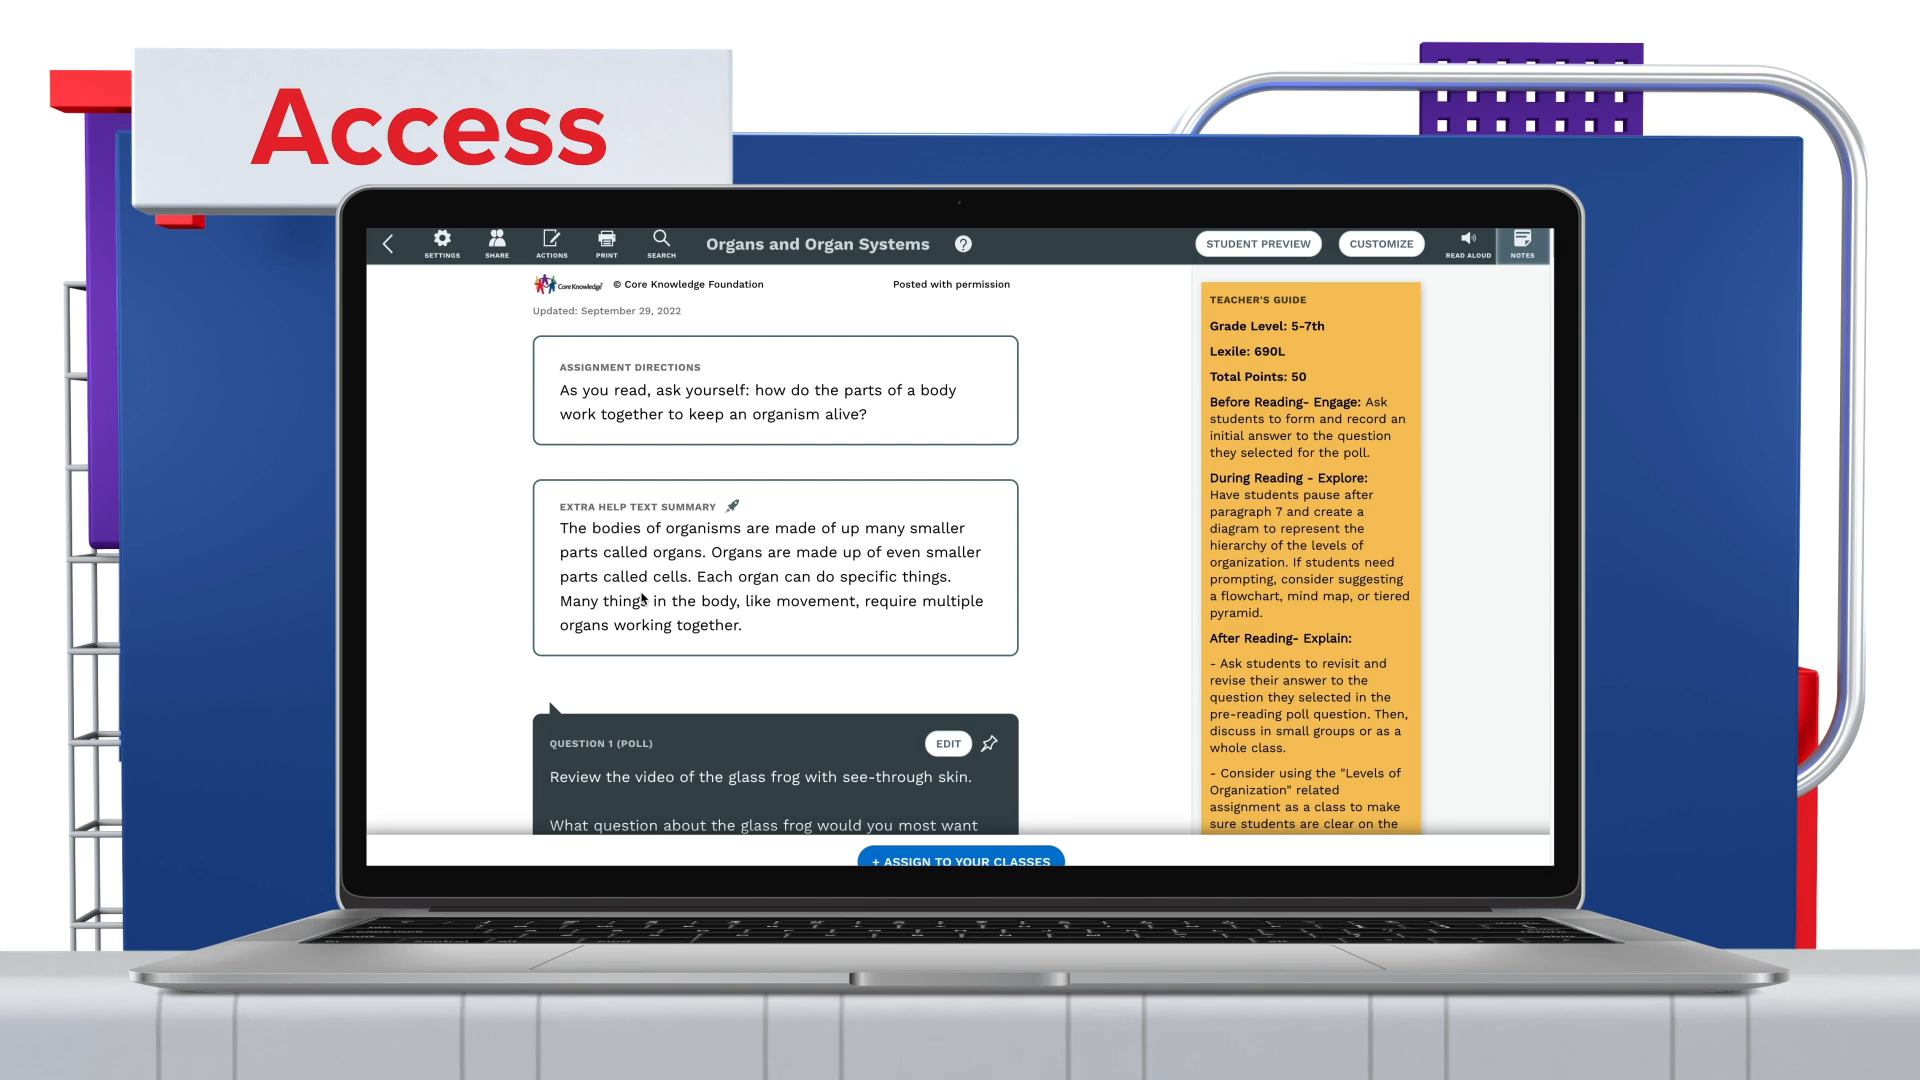 Access
SETTINGS
SHARE
ACTIONS
PRINT
SEARCH
Organs and Organ Systems
?
STUDENT PREVIEW
CUSTOMIZE
READ ALOUD
NOTES
Core Knowledge
© Core Knowledge Foundation
Posted with permission
Updated: September 29, 2022
ASSIGNMENT DIRECTIONS
As you read, ask yourself: how do the parts of a body
work together to keep an organism alive?
EXTRA HELP TEXT SUMMARY
The bodies of organisms are made of up many smaller
parts called organs. Organs are made up of even smaller
parts called cells. Each organ can do specific things.
Many things in the body, like movement, require multiple
organs working together.
QUESTION 1 (POLL)
EDIT
Review the video of the glass frog with see-through skin.
What question about the glass frog would you most want
+ ASSIGN TO YOUR CLASSES
TEACHER'S GUIDE
Grade Level: 5-7th
Lexile: 690L
Total Points: 50
Before Reading- Engage: Ask
students to form and record an
initial answer to the question
they selected for the poll.
During Reading - Explore:
Have students pause after
paragraph 7 and create a
diagram to represent the
hierarchy of the levels of
organization. If students need
prompting, consider suggesting
a flowchart, mind map, or tiered
pyramid.
After Reading- Explain:
- Ask students to revisit and
revise their answer to the
question they selected in the
pre-reading poll question. Then,
discuss in small groups or as a
whole class.
- Consider using the "Levels of
Organization" related
assignment as a class to make
sure students are clear on the